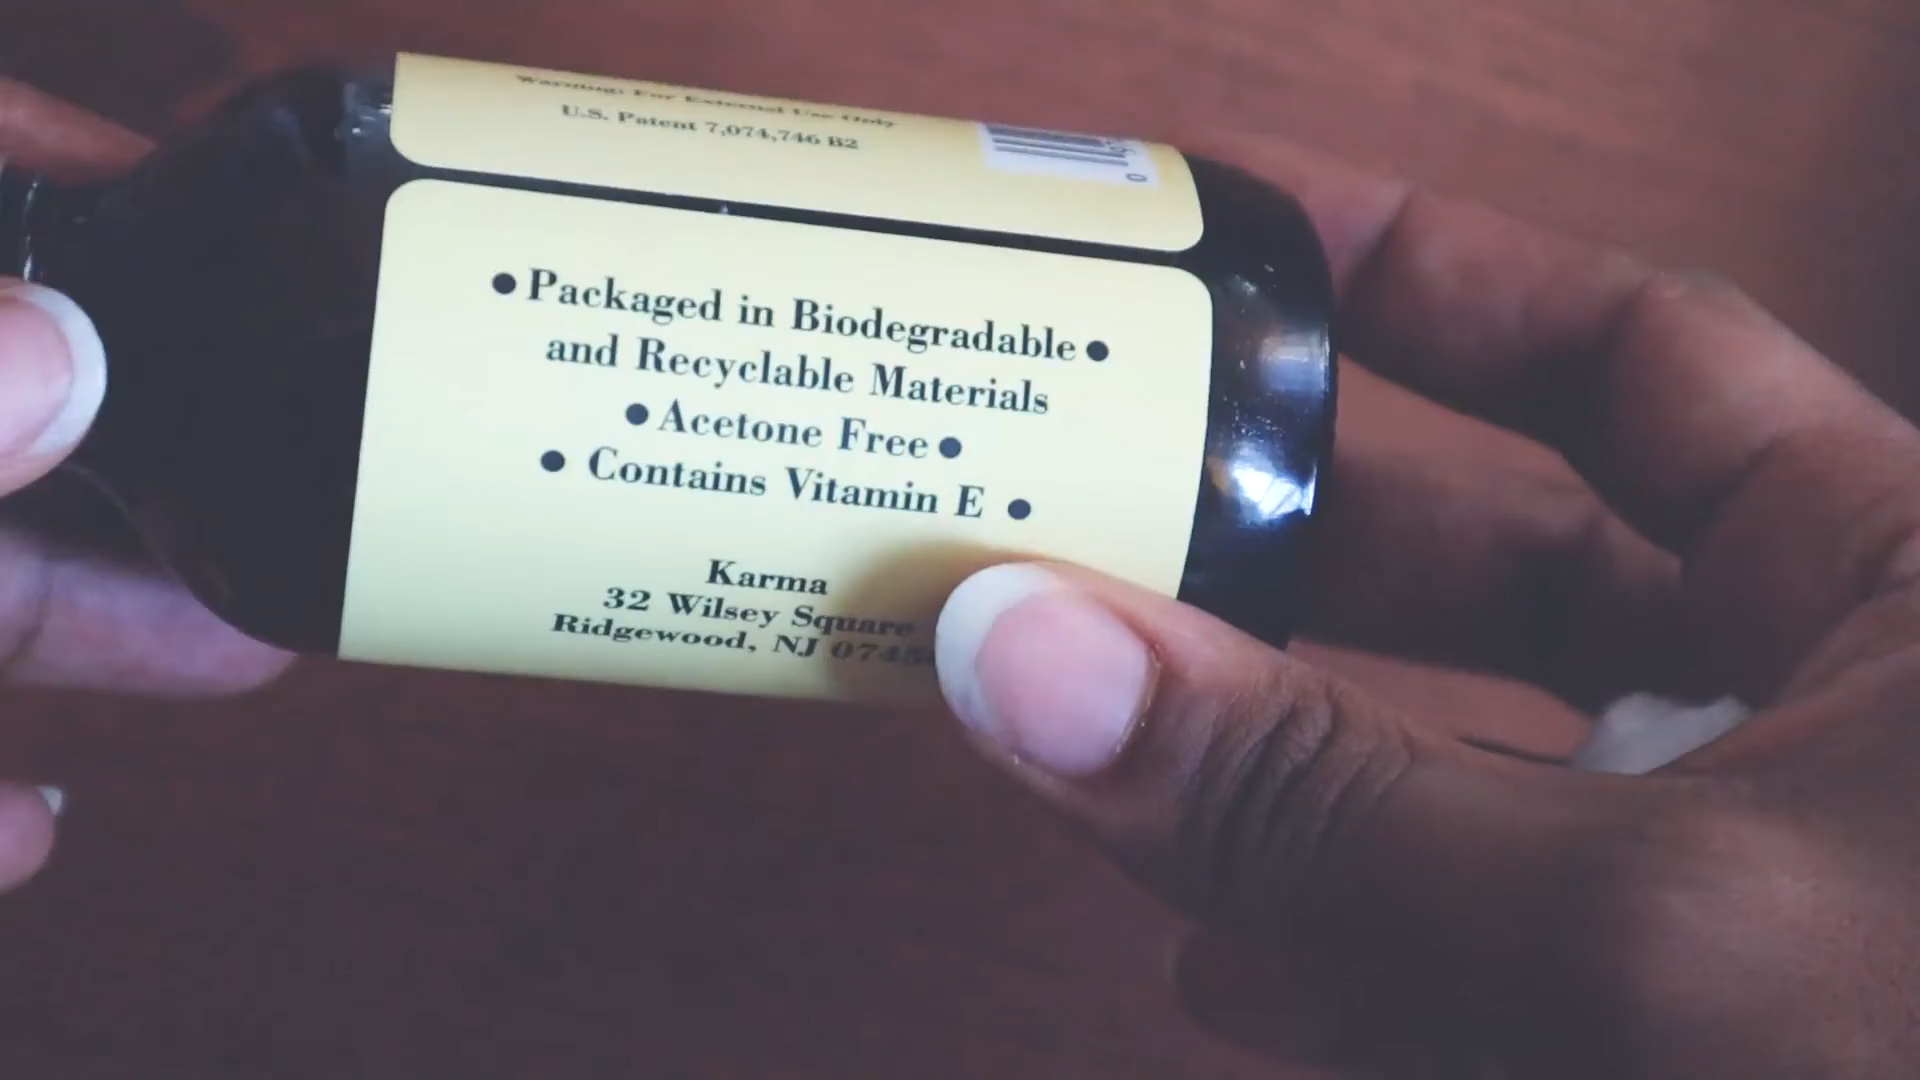 Warning: For External Use Only
U.S. Patent 7,074,746 B2
0
●Packaged in Biodegradable●
and Recyclable Materials
●Acetone Free●
● Contains Vitamin E ●
Karma
32 Wilsey Square
Ridgewood, NJ